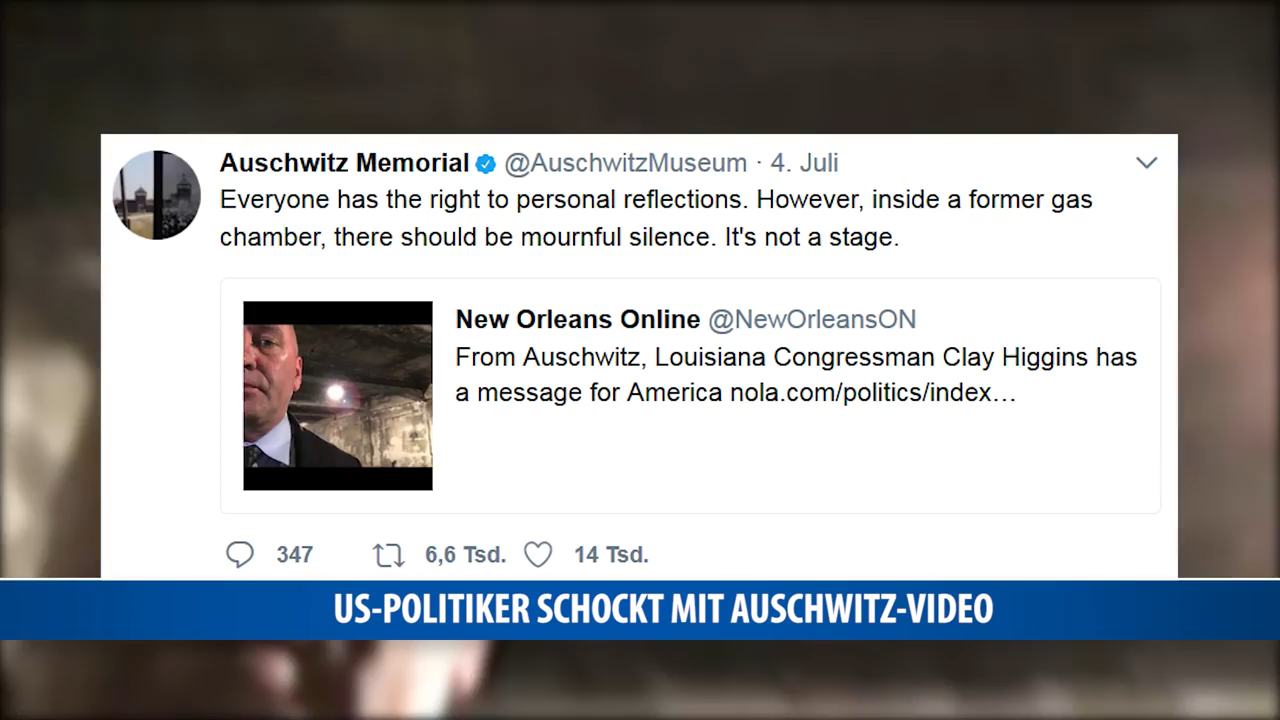 Auschwitz Memorial @AuschwitzMuseum · 4. Juli
Everyone has the right to personal reflections. However, inside a former gas
chamber, there should be mournful silence. It's not a stage.
New Orleans Online @NewOrleansON
From Auschwitz, Louisiana Congressman Clay Higgins has
a message for America nola.com/politics/index…
347 6,6 Tsd. 14 Tsd.
US-POLITIKER SCHOCKT MIT AUSCHWITZ-VIDEO